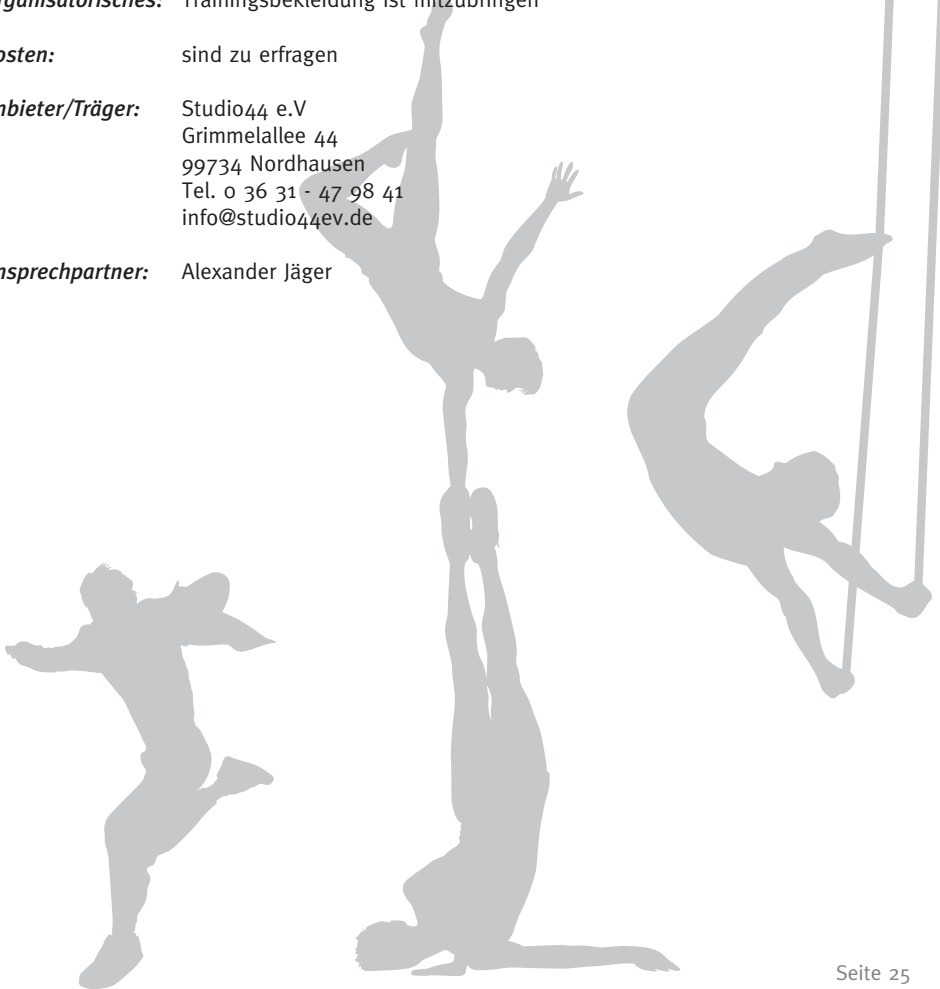 rganisatorisches: Trainingsbekleidung ist mitzubringen
osten: sind zu erfragen
nbieter/Träger: Studio44 e.V
Grimmelallee 44
99734 Nordhausen
Tel. 0 36 31 - 47 98 41
info@studio44ev.de
nsprechpartner: Alexander Jäger
Seite 25